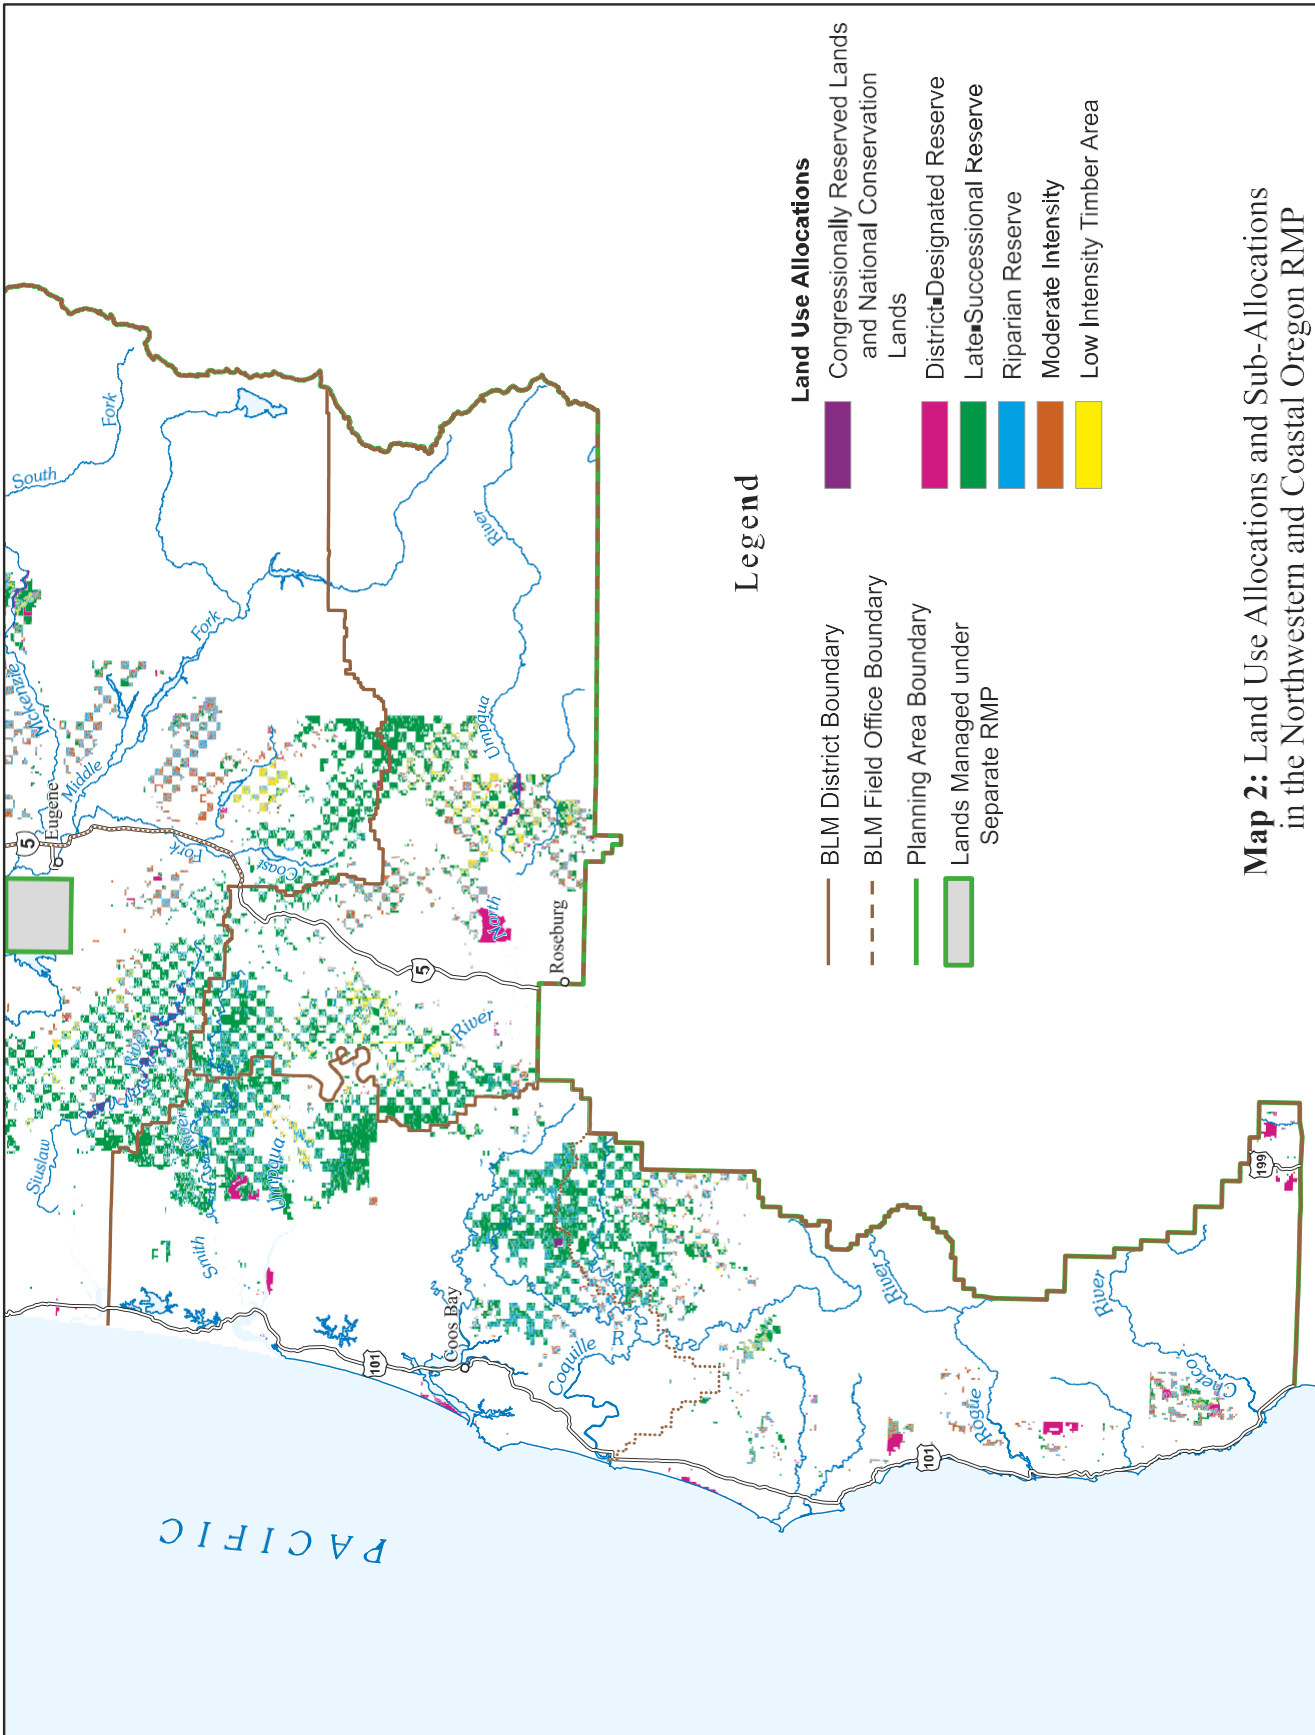 South
Fork
Mckenzie
Fork
Middle
5
Eugene
Fork
Coast
River
Umpqua
North
Roseburg
5
River
River
Siuslaw
River
Umpqua
Smith
101
Coos Bay
Coquille
R
River
River
Rogue
101
Chetco
199
PACIFIC
Legend
BLM District Boundary
BLM Field Office Boundary
Planning Area Boundary
Lands Managed under
Separate RMP
Land Use Allocations
Congressionally Reserved Lands
and National Conservation
Lands
District-Designated Reserve
Late-Successional Reserve
Riparian Reserve
Moderate Intensity
Low Intensity Timber Area
Map 2: Land Use Allocations and Sub-Allocations
in the Northwestern and Coastal Oregon RMP